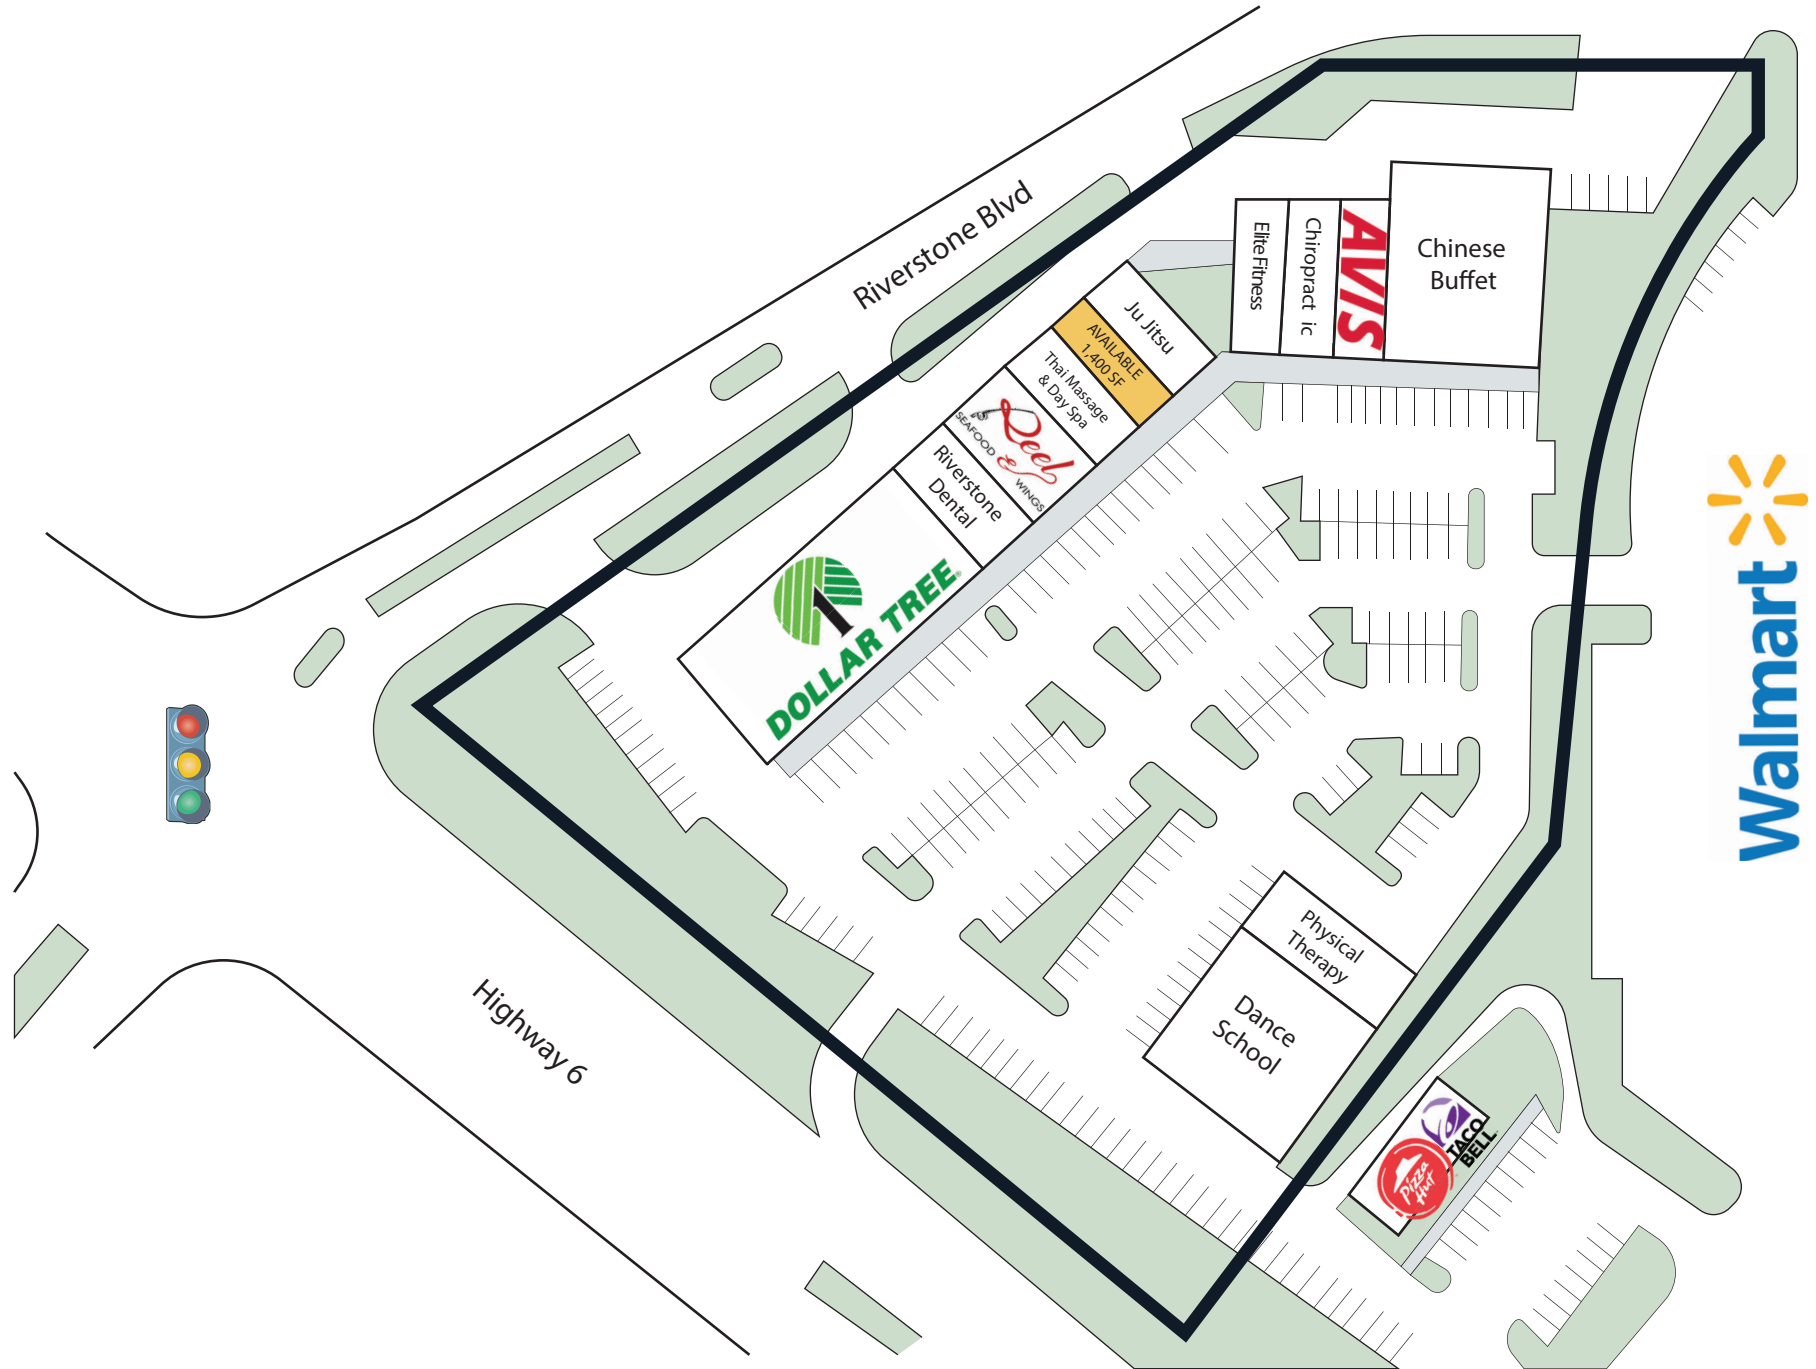 Riverstone Blvd
Elite Fitness
Chiropract ic
AVIS
Chinese
Buffet
Ju Jitsu
AVAILABLE
1,400 SF
Thai Massage
& Day Spa
Reel
SEAFOOD & WINGS
Riverstone
Dental
1
DOLLAR TREE
Walmart
Physical
Therapy
Dance
School
Highway 6
TACO
BELL
Pizza
Hut